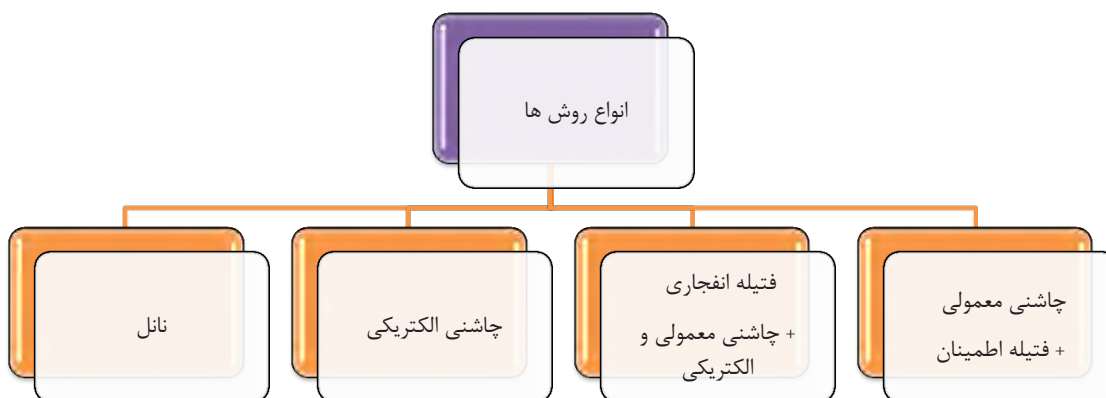 انواع روش ها
چاشنی معمولی
+ فتیله اطمینان
فتیله انفجاری
+ چاشنی معمولی و
الکتریکی
چاشنی الکتریکی
نانل